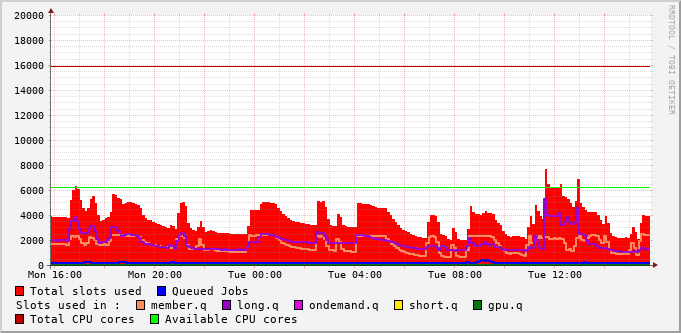 20000
18000
16000
14000
12000
10000
8000
6000
4000
2000
0
Mon 16:00 Mon 20:00 Tue 00:00 Tue 04:00 Tue 08:00 Tue 12:00
Total slots used Queued Jobs
Slots used in : member.q long.q ondemand.q short.q gpu.q
Total CPU cores Available CPU cores
RRDTOOL / TOBI OETIKER